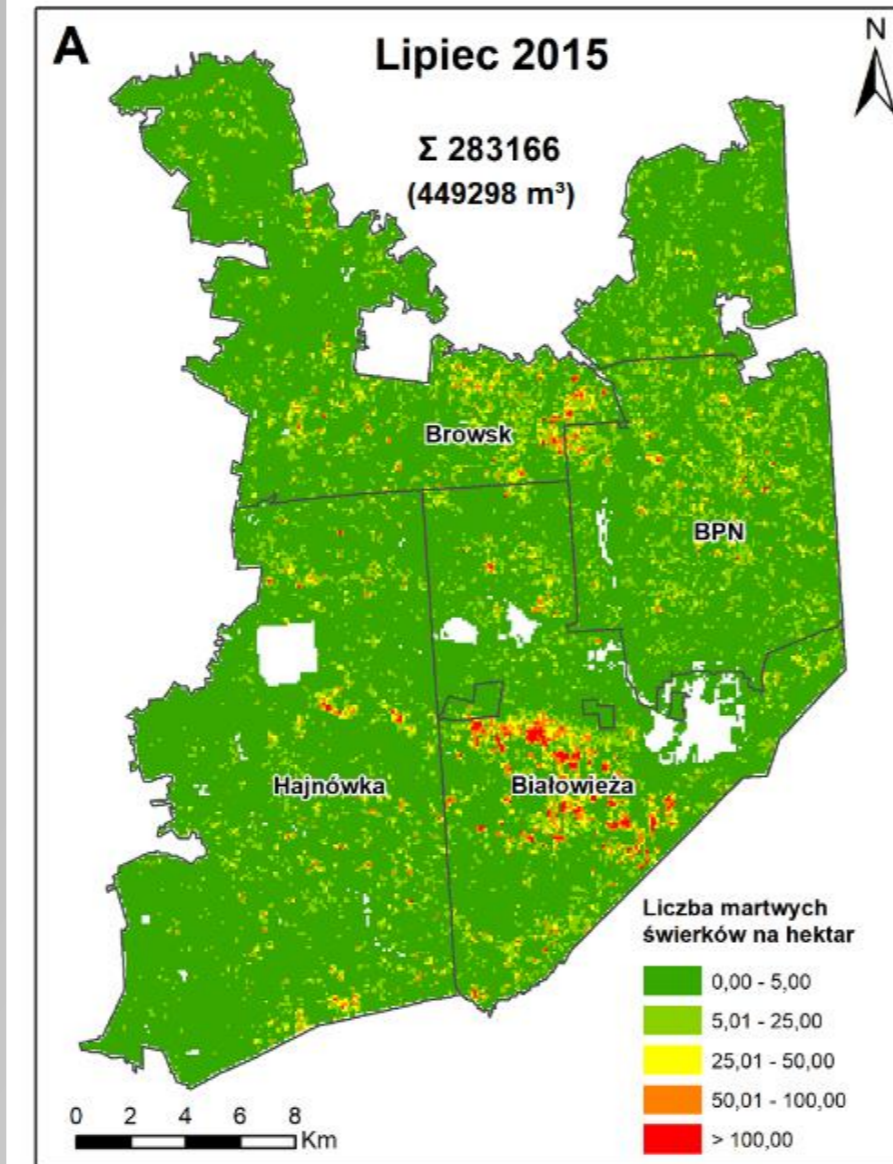 A
Lipiec 2015
N
Σ 283166
(449298 m³)
Browsk
BPN
Hajnówka
Białowieża
Liczba martwych
świerków na hektar
0,00 - 5,00
5,01 - 25,00
25,01 - 50,00
50,01 - 100,00
> 100,00
0 2 4 6 8
Km